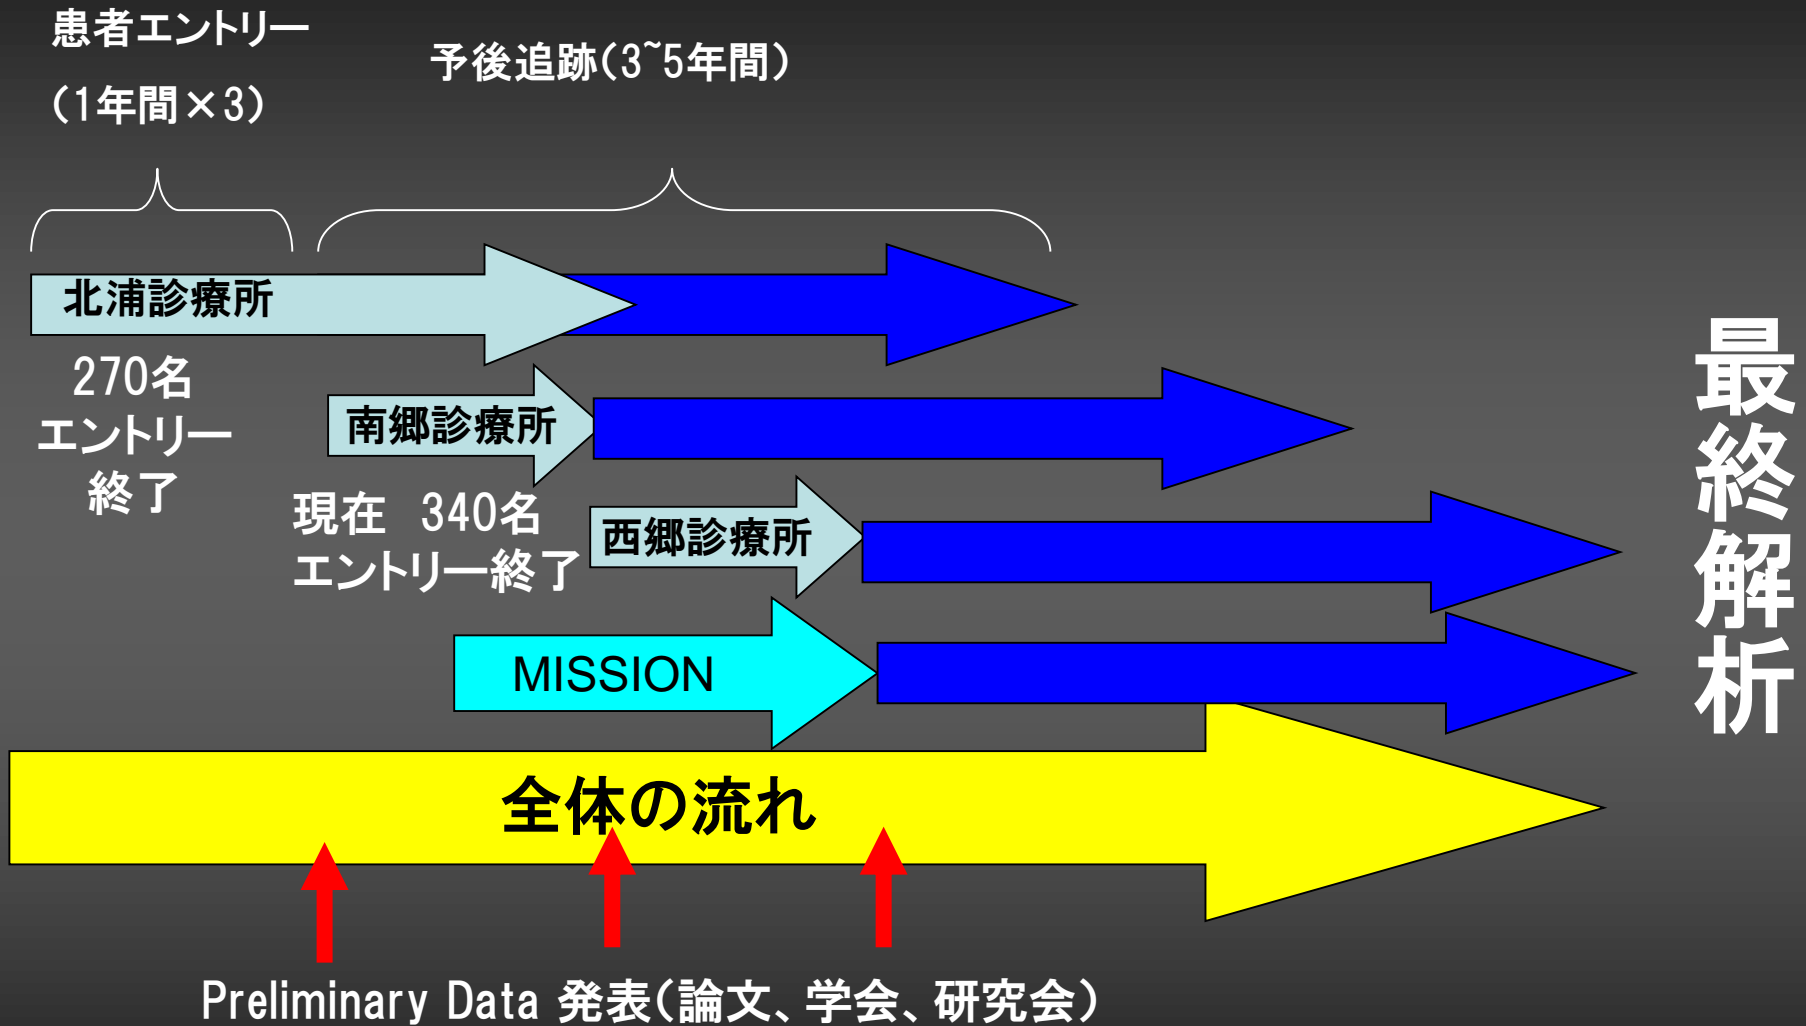 患者エントリー
（1年間×3）
予後追跡（3~5年間）
北浦診療所
270名
エントリー
終了
南郷診療所
現在　340名
エントリー終了
西郷診療所
MISSION
全体の流れ
最終解析
Preliminary Data 発表（論文、学会、研究会）